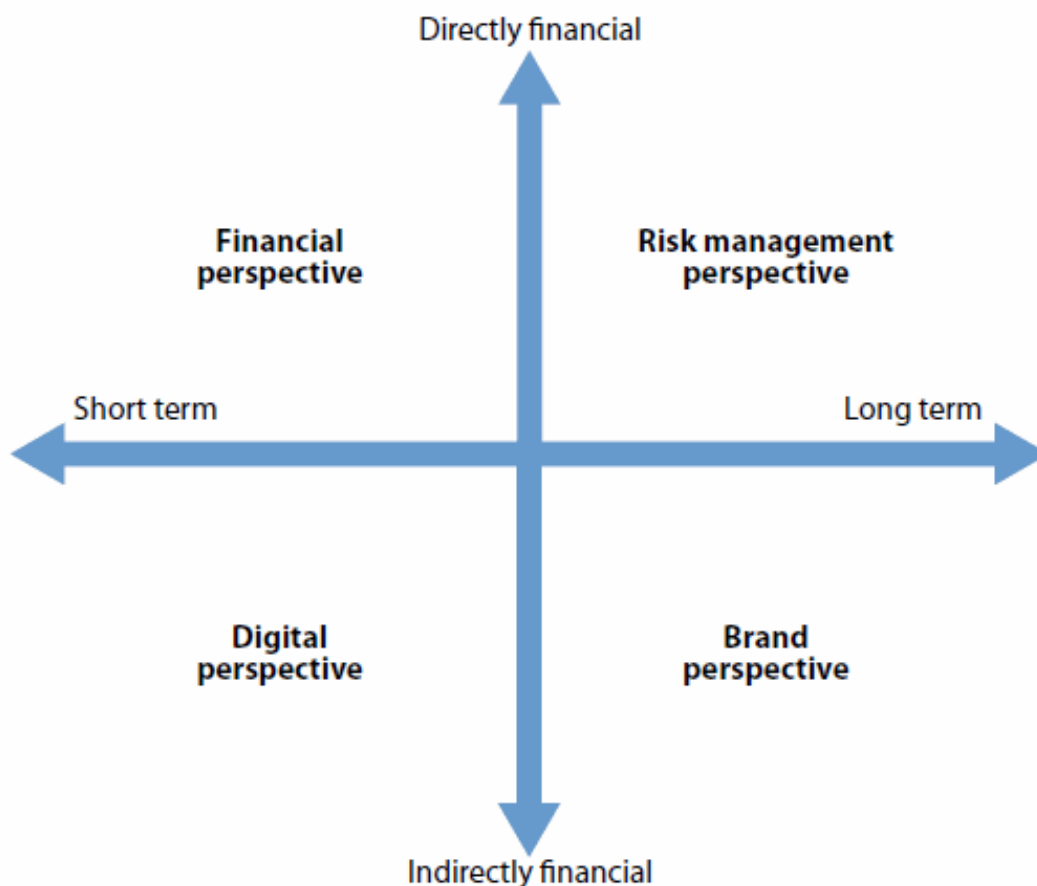 Directly financial
Financial
perspective
Risk management
perspective
Short term
Long term
Digital
perspective
Brand
perspective
Indirectly financial